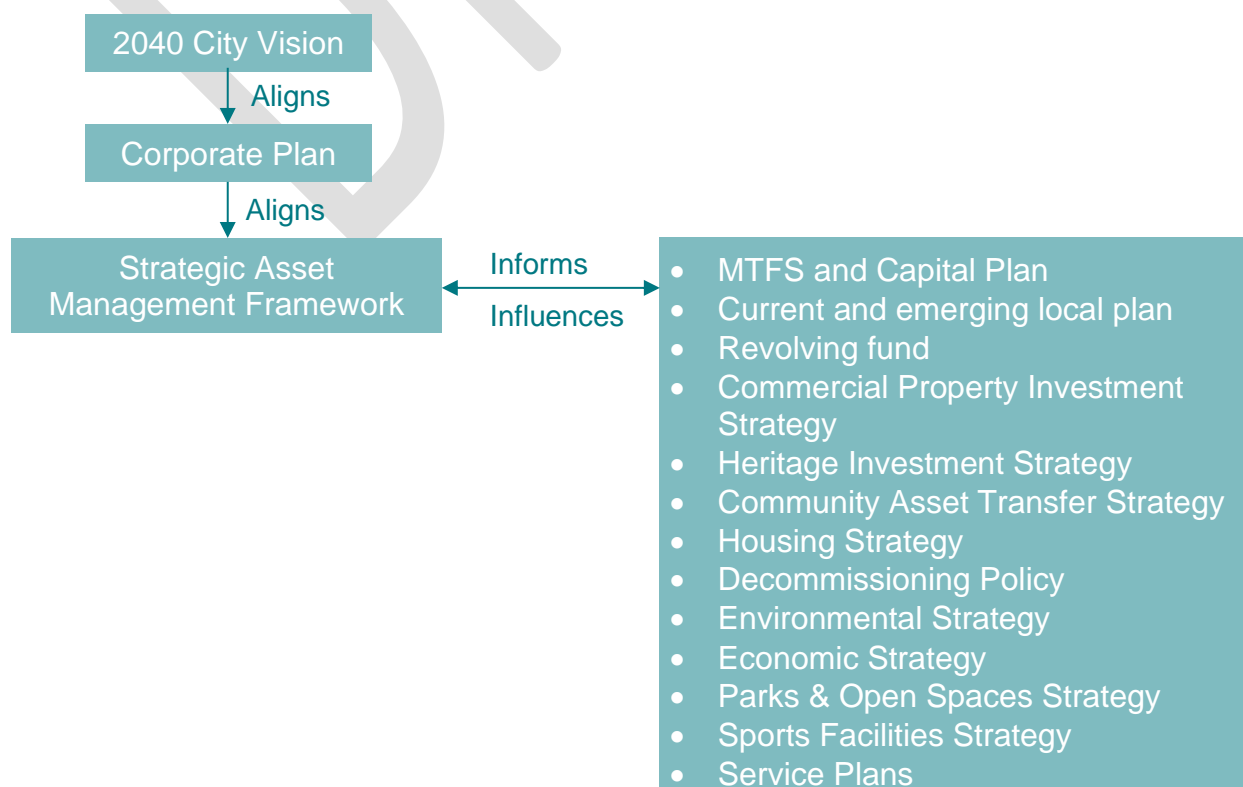 2040 City Vision
Aligns
Corporate Plan
Aligns
Strategic Asset
Management Framework
Informs
Influences
• MTFS and Capital Plan
• Current and emerging local plan
• Revolving fund
• Commercial Property Investment
Strategy
• Heritage Investment Strategy
• Community Asset Transfer Strategy
• Housing Strategy
• Decommissioning Policy
• Environmental Strategy
• Economic Strategy
• Parks & Open Spaces Strategy
• Sports Facilities Strategy
• Service Plans